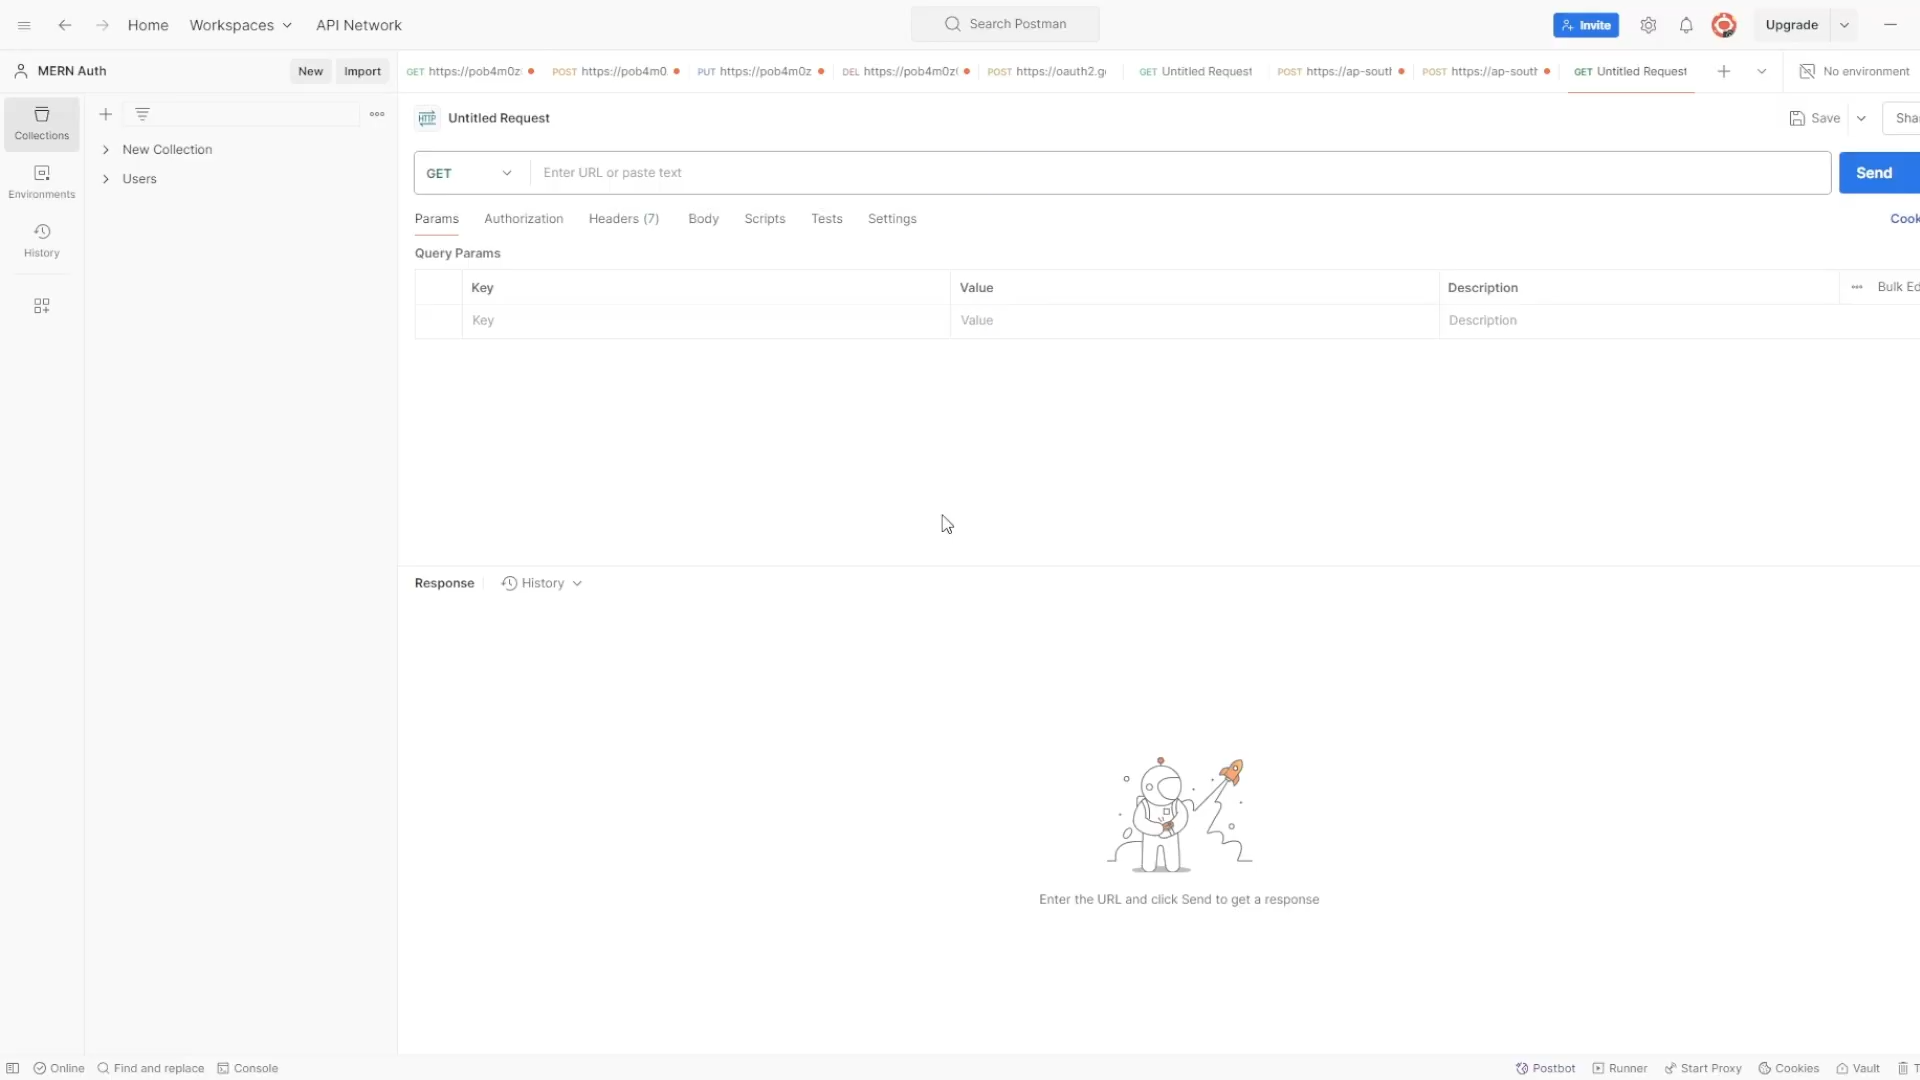 Home Workspaces API Network Search Postman Invite Upgrade
MERN Auth New Import GET https://pob4m0z POST https://pob4m0. PUT https://pob4m0z DEL https://pob4m0z( POST https://oauth2.g GET Untitled Request POST https://ap-south POST https://ap-south GET Untitled Request No environment
Collections
Environments
History
New Collection
Users
HTTP Untitled Request Save Shar
GET Enter URL or paste text Send
Params Authorization Headers (7) Body Scripts Tests Settings Cook
Query Params
Key Value Description Bulk Ed
Key Value Description
Response History
Enter the URL and click Send to get a response
Online Find and replace Console Postbot Runner Start Proxy Cookies Vault T